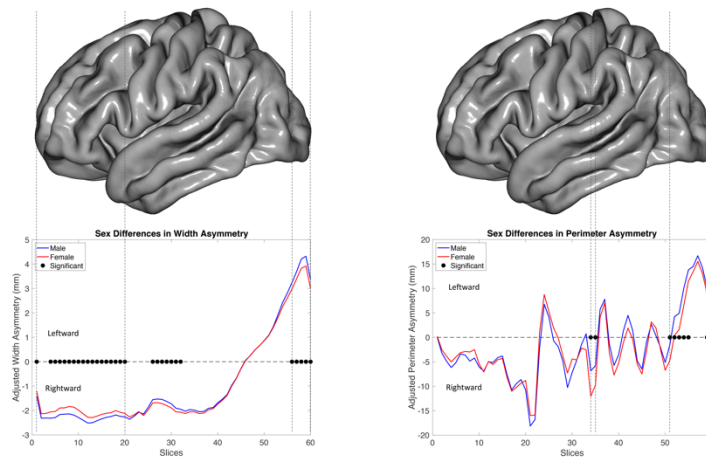 Sex Differences in Width Asymmetry
5
4
3
2
1
0
-1
-2
-3
Adjusted Width Asymmetry (mm)
Male
Female
Significant
Leftward
Rightward
0 10 20 30 40 50 60
Slices
Sex Differences in Perimeter Asymmetry
20
15
10
5
0
-5
-10
-15
-20
Adjusted Perimeter Asymmetry (mm)
Male
Female
Significant
Leftward
Rightward
0 10 20 30 40 50
Slices